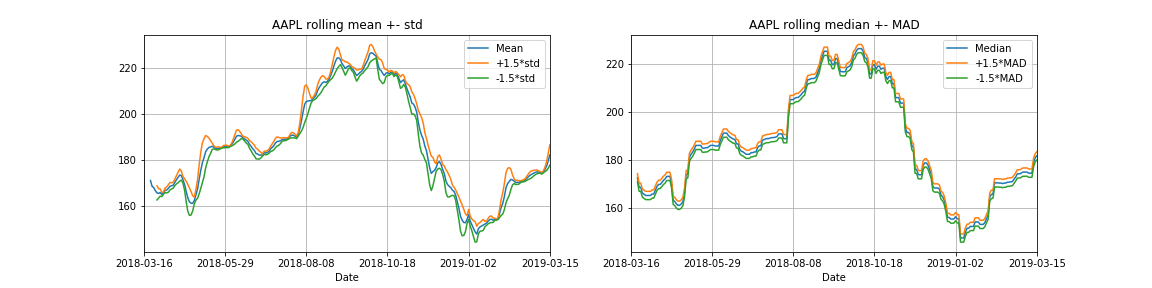 AAPL rolling mean +- std
Mean
+1.5*std
-1.5*std
220
200
180
160
2018-03-16 2018-05-29 2018-08-08 2018-10-18 2019-01-02 2019-03-15
Date
AAPL rolling median +- MAD
Median
+1.5*MAD
-1.5*MAD
220
200
180
160
2018-03-16 2018-05-29 2018-08-08 2018-10-18 2019-01-02 2019-03-15
Date